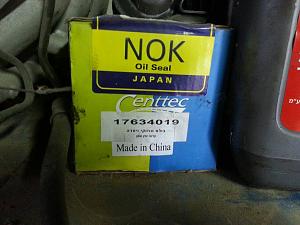 NOK
Oil Seal
JAPAN
Centtec
17634019
Made in China